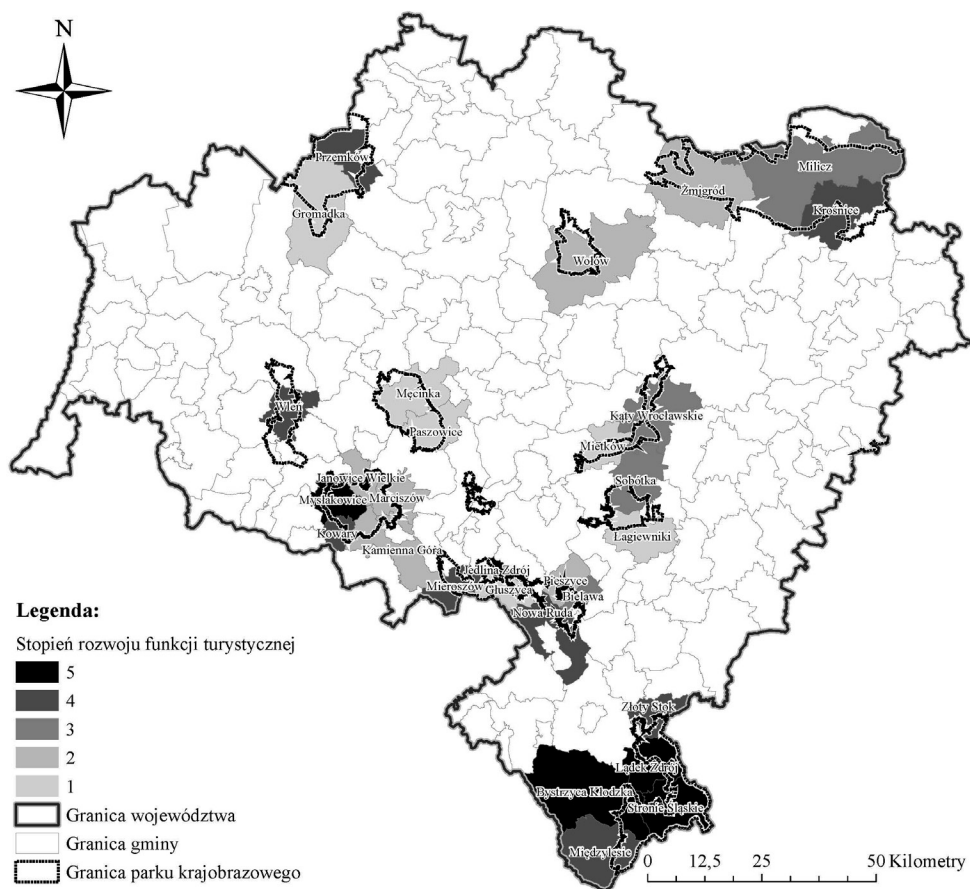 N
Przemków
Gromadka
Milicz
Żmigród
Krośnice
Wołów
Wleń
Męcinka
Paszowice
Kąty Wrocławskie
Mietków
Sobótka
Łagiewniki
Janowice Wielkie
Mysłakowice
Marciszów
Kowary
Kamienna Góra
Jedlina Zdrój
Mieroszów
Głuszyca
Pieszyce
Bielawa
Nowa Ruda
Złoty Stok
Lądek Zdrój
Bystrzyca Kłodzka
Stronie Śląskie
Międzylesie
Legenda:
Stopień rozwoju funkcji turystycznej
5
4
3
2
1
Granica województwa
Granica gminy
Granica parku krajobrazowego
0 12,5 25 50 Kilometry